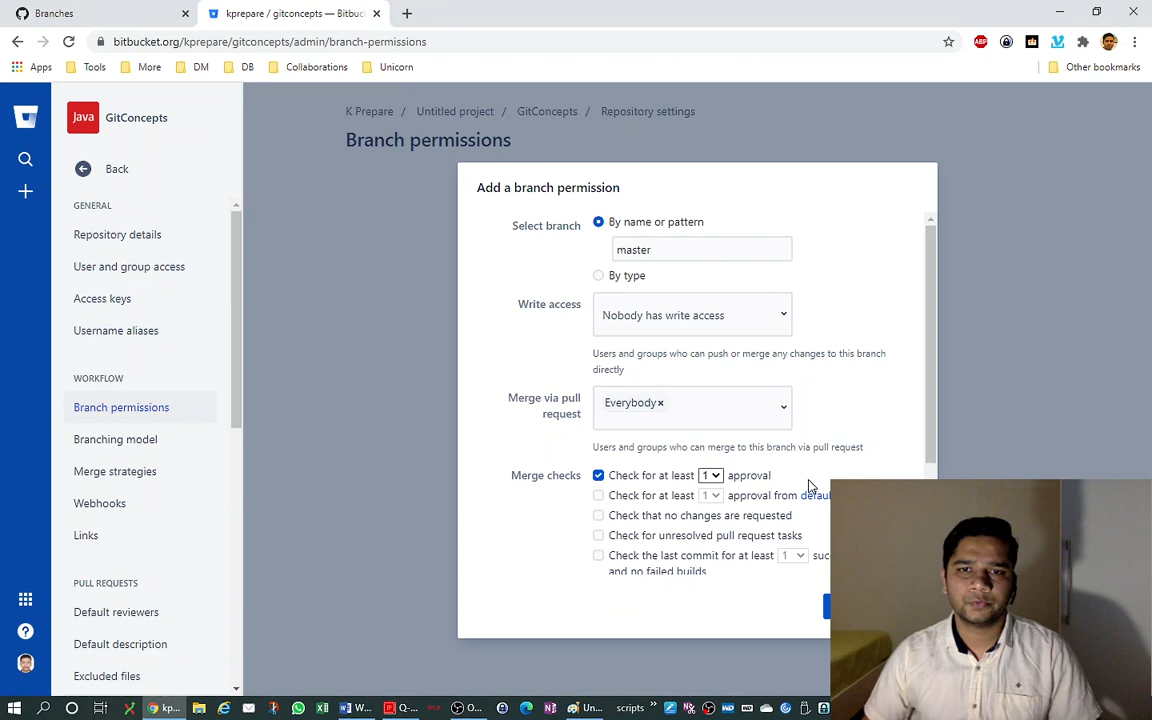 Branches
kprepare / gitconcepts — Bitbuc
bitbucket.org/kprepare/gitconcepts/admin/branch-permissions
ABP
Apps
Tools
More
DM
DB
Collaborations
Unicorn
Other bookmarks
Java
GitConcepts
Back
GENERAL
Repository details
User and group access
Access keys
Username aliases
WORKFLOW
Branch permissions
Branching model
Merge strategies
Webhooks
Links
PULL REQUESTS
Default reviewers
Default description
Excluded files
K Prepare / Untitled project / GitConcepts / Repository settings
Branch permissions
Add a branch permission
Select branch
By name or pattern
master
By type
Write access
Nobody has write access
Users and groups who can push or merge any changes to this branch
directly
Merge via pull
request
Everybody
Users and groups who can merge to this branch via pull request
Merge checks
Check for at least 1 approval
Check for at least 1 approval from defau
Check that no changes are requested
Check for unresolved pull request tasks
Check the last commit for at least 1 suc
and no failed builds.
kp...
W...
Q-...
O...
Un...
scripts